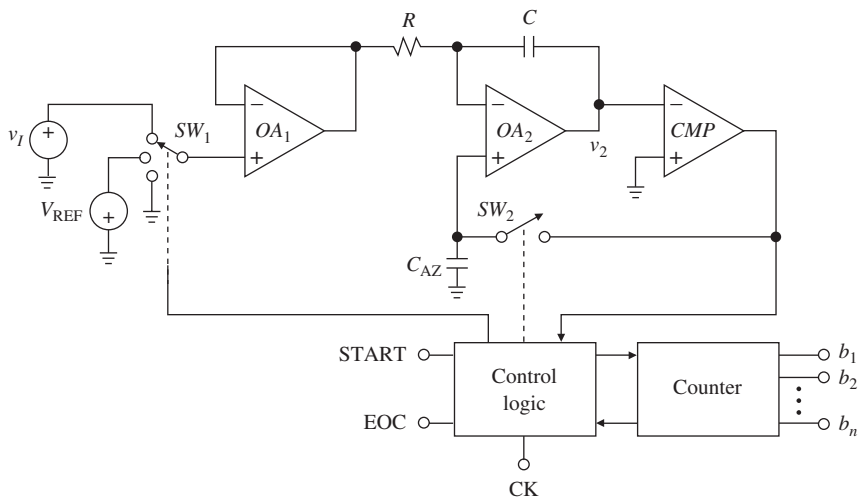 R
C
−
+
OA1
−
+
OA2
v2
−
+
CMP
vI
+
SW1
VREF
+
SW2
CAZ
START
EOC
Control
logic
CK
Counter
b1
b2
bn